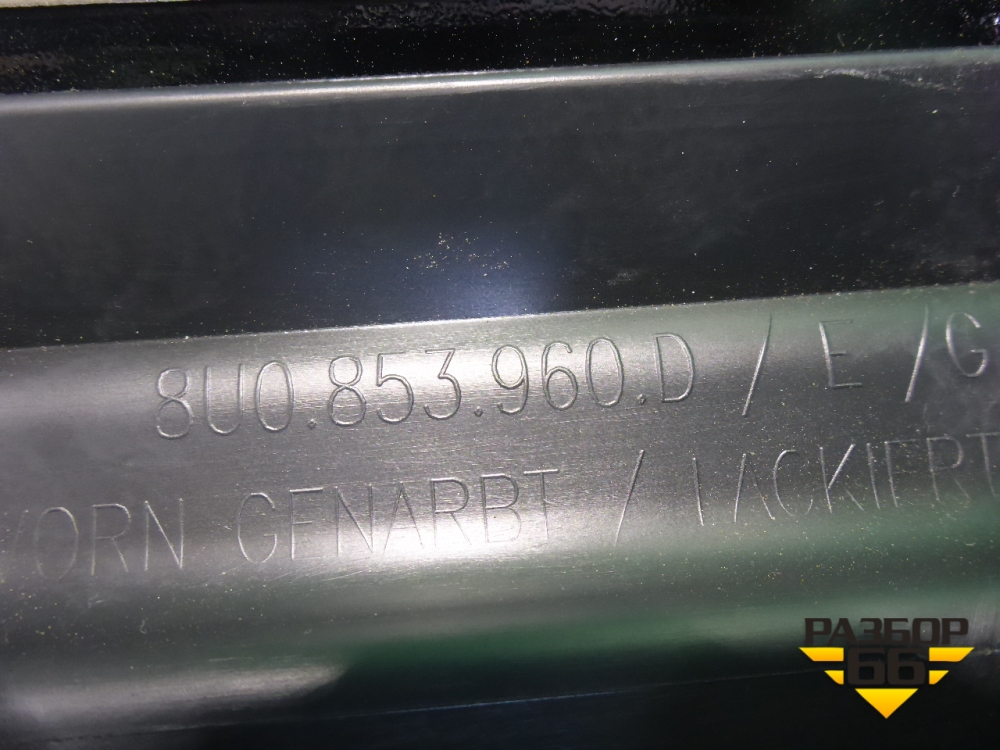 8U0.853.960.D / E /G
VORN GENARBT / LACKIERT
РАЗБОР
66